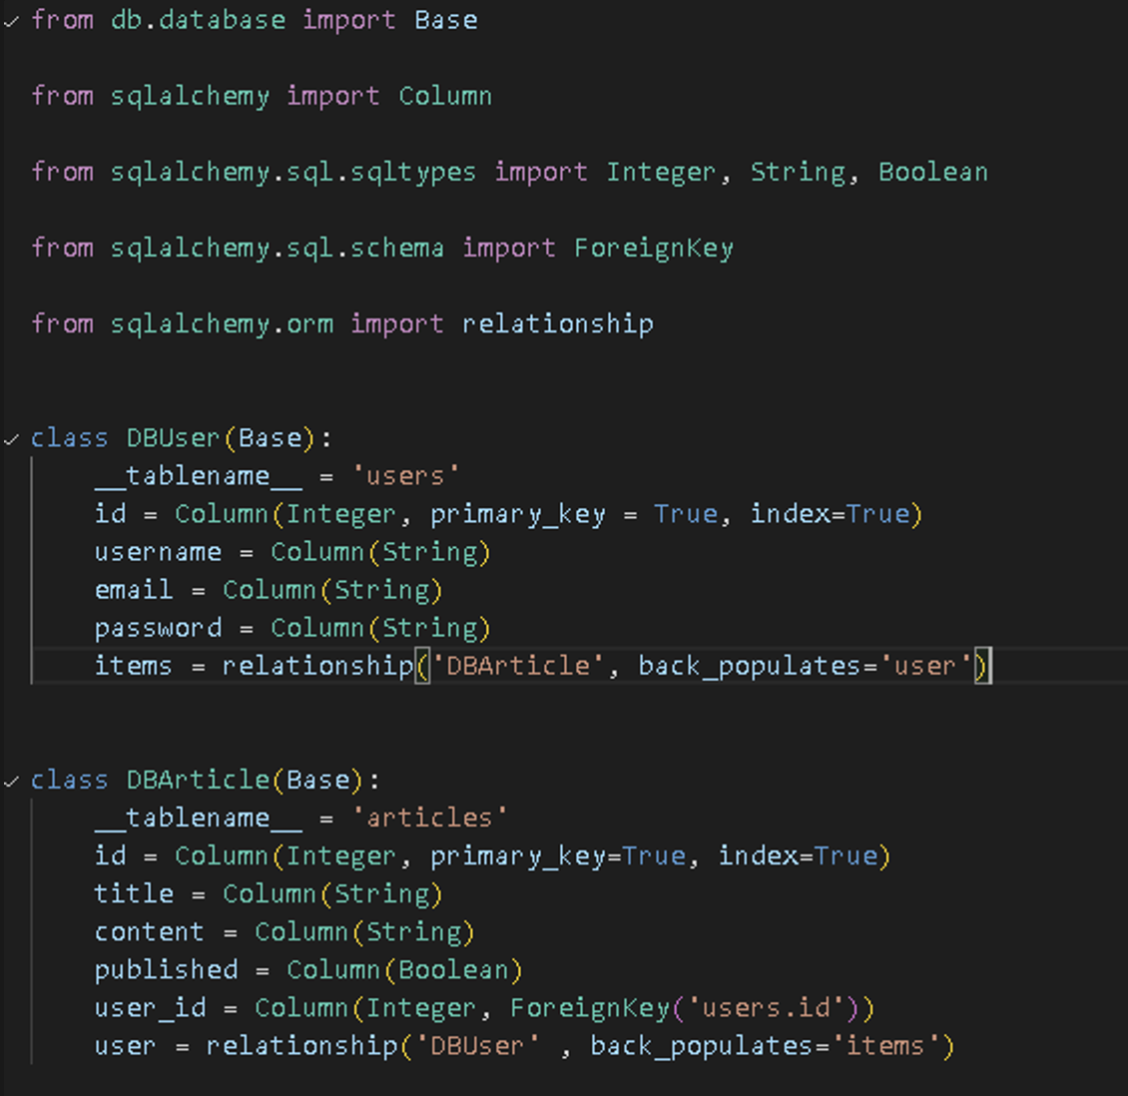 from db.database import Base
from sqlalchemy import Column
from sqlalchemy.sql.sqltypes import Integer, String, Boolean
from sqlalchemy.sql.schema import ForeignKey
from sqlalchemy.orm import relationship
class DBUser(Base):
    __tablename__ = 'users'
    id = Column(Integer, primary_key = True, index=True)
    username = Column(String)
    email = Column(String)
    password = Column(String)
    items = relationship('DBArticle', back_populates='user')
class DBArticle(Base):
    __tablename__ = 'articles'
    id = Column(Integer, primary_key=True, index=True)
    title = Column(String)
    content = Column(String)
    published = Column(Boolean)
    user_id = Column(Integer, ForeignKey('users.id'))
    user = relationship('DBUser' , back_populates='items')